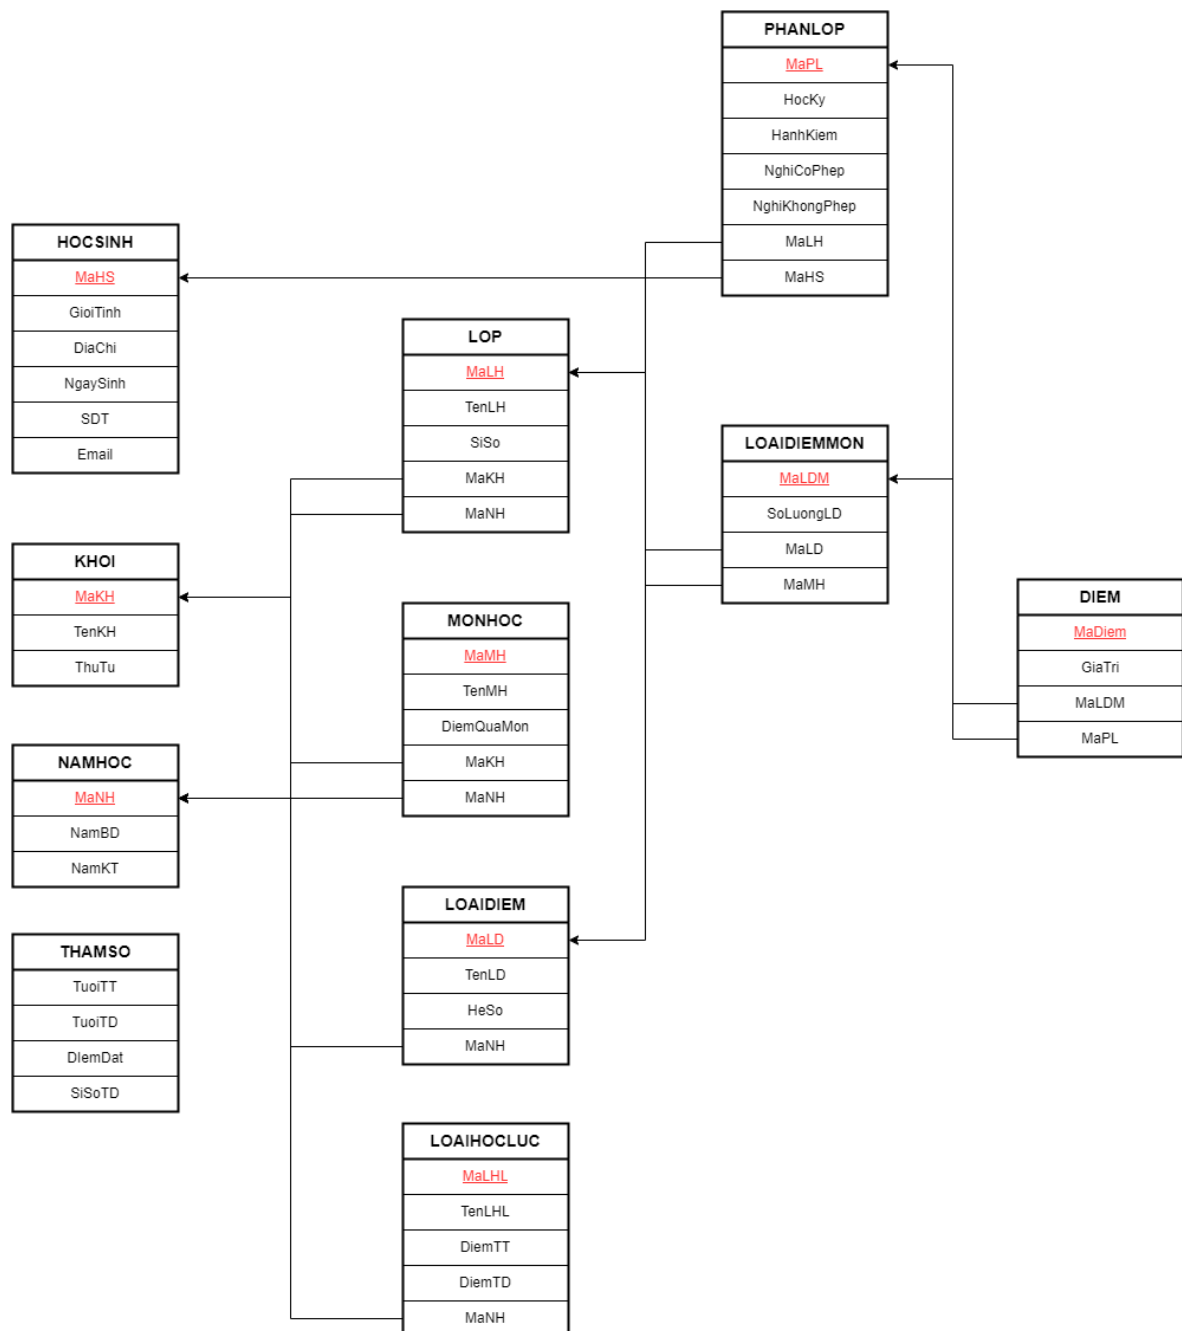 PHANLOP
MaPL
HocKy
HanhKiem
NghiCoPhep
NghiKhongPhep
MaLH
MaHS
HOCSINH
MaHS
GioiTinh
DiaChi
NgaySinh
SDT
Email
LOP
MaLH
TenLH
SiSo
MaKH
MaNH
LOAIDIEMMON
MaLDM
SoLuongLD
MaLD
MaMH
KHOI
MaKH
TenKH
ThuTu
MONHOC
MaMH
TenMH
DiemQuaMon
MaKH
MaNH
DIEM
MaDiem
GiaTri
MaLDM
MaPL
NAMHOC
MaNH
NamBD
NamKT
LOAIDIEM
MaLD
TenLD
HeSo
MaNH
THAMSO
TuoiTT
TuoiTD
DIemDat
SiSoTD
LOAIHOCLUC
MaLHL
TenLHL
DiemTT
DiemTD
MaNH